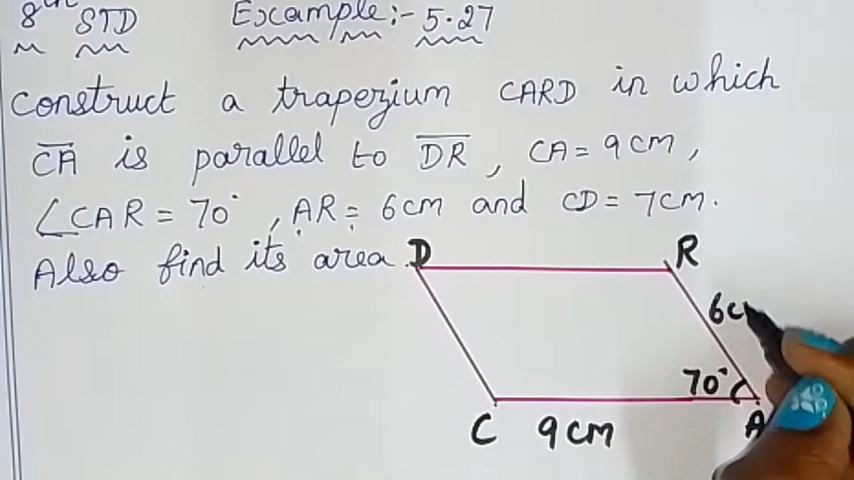 8th STD Example:- 5.27
Construct a trapezium CARD in which
CA is parallel to DR, CA = 9cm,
∠CAR = 70°, AR = 6cm and CD = 7cm.
Also find its area.
D R
6c
70°
C 9cm A